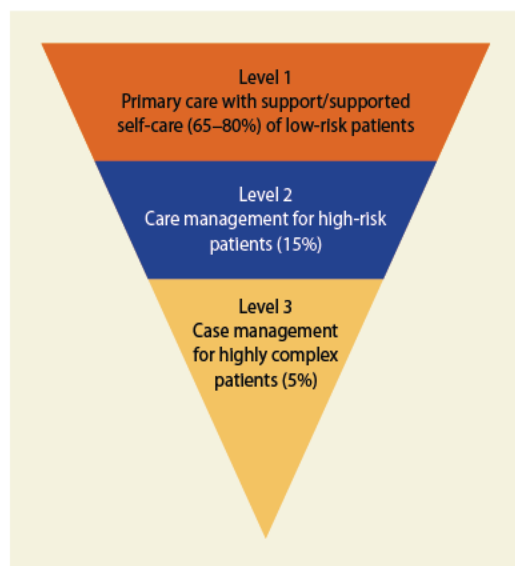 Level 1
Primary care with support/supported
self-care (65–80%) of low-risk patients
Level 2
Care management for high-risk
patients (15%)
Level 3
Case management
for highly complex
patients (5%)